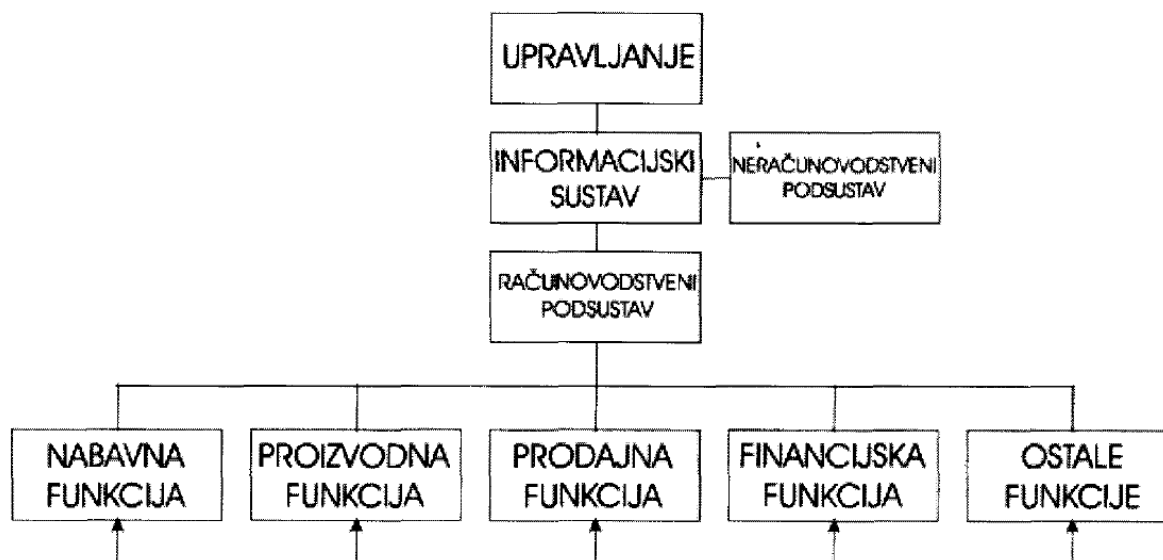 UPRAVLJANJE
INFORMACIJSKI
SUSTAV
NERAČUNOVODSTVENI
PODSUSTAV
RAČUNOVODSTVENI
PODSUSTAV
NABAVNA
FUNKCIJA
PROIZVODNA
FUNKCIJA
PRODAJNA
FUNKCIJA
FINANCIJSKA
FUNKCIJA
OSTALE
FUNKCIJE